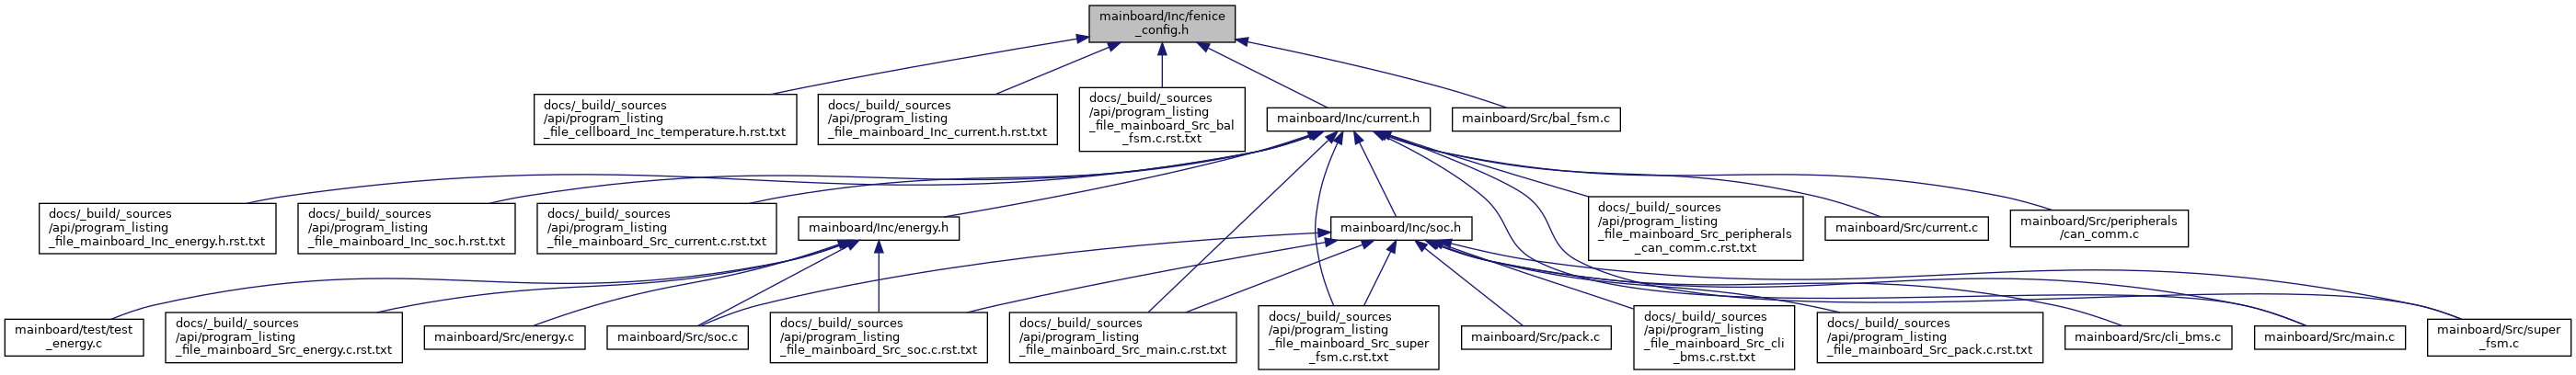 mainboard/Inc/fenice
_config.h
docs/_build/_sources
/api/program_listing
_file_cellboard_Inc_temperature.h.rst.txt
docs/_build/_sources
/api/program_listing
_file_mainboard_Inc_current.h.rst.txt
docs/_build/_sources
/api/program_listing
_file_mainboard_Src_bal
_fsm.c.rst.txt
mainboard/Inc/current.h
mainboard/Src/bal_fsm.c
docs/_build/_sources
/api/program_listing
_file_mainboard_Inc_energy.h.rst.txt
docs/_build/_sources
/api/program_listing
_file_mainboard_Inc_soc.h.rst.txt
docs/_build/_sources
/api/program_listing
_file_mainboard_Src_current.c.rst.txt
mainboard/Inc/energy.h
mainboard/Inc/soc.h
docs/_build/_sources
/api/program_listing
_file_mainboard_Src_peripherals
_can_comm.c.rst.txt
mainboard/Src/current.c
mainboard/Src/peripherals
/can_comm.c
mainboard/test/test
_energy.c
docs/_build/_sources
/api/program_listing
_file_mainboard_Src_energy.c.rst.txt
mainboard/Src/energy.c
mainboard/Src/soc.c
docs/_build/_sources
/api/program_listing
_file_mainboard_Src_soc.c.rst.txt
docs/_build/_sources
/api/program_listing
_file_mainboard_Src_main.c.rst.txt
docs/_build/_sources
/api/program_listing
_file_mainboard_Src_super
_fsm.c.rst.txt
mainboard/Src/pack.c
docs/_build/_sources
/api/program_listing
_file_mainboard_Src_cli
_bms.c.rst.txt
docs/_build/_sources
/api/program_listing
_file_mainboard_Src_pack.c.rst.txt
mainboard/Src/cli_bms.c
mainboard/Src/main.c
mainboard/Src/super
_fsm.c